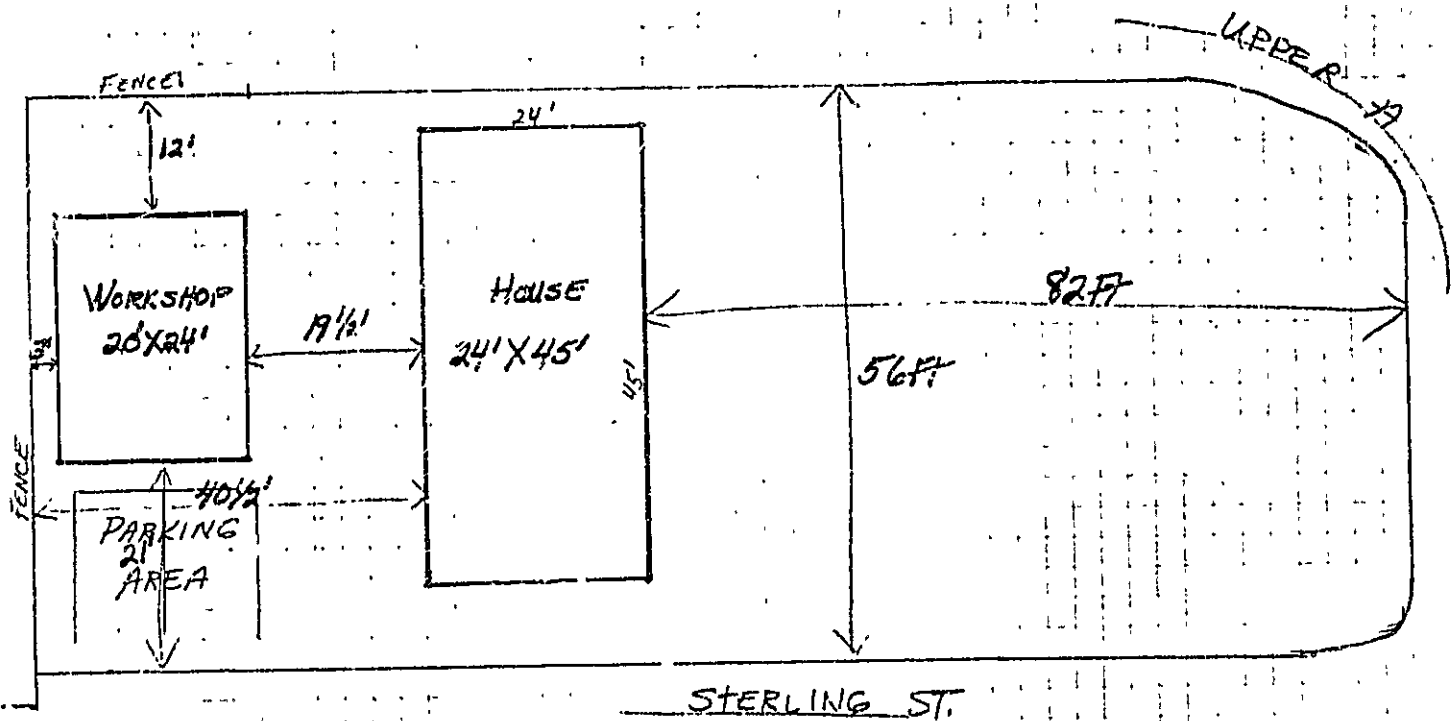 UPPER
FENCE
24'
12'
WORKSHOP
20'X24'
19½'
HOUSE
24'X45'
45'
82FT
56Ft
FENCE
40½'
PARKING
21'
AREA
STERLING ST.